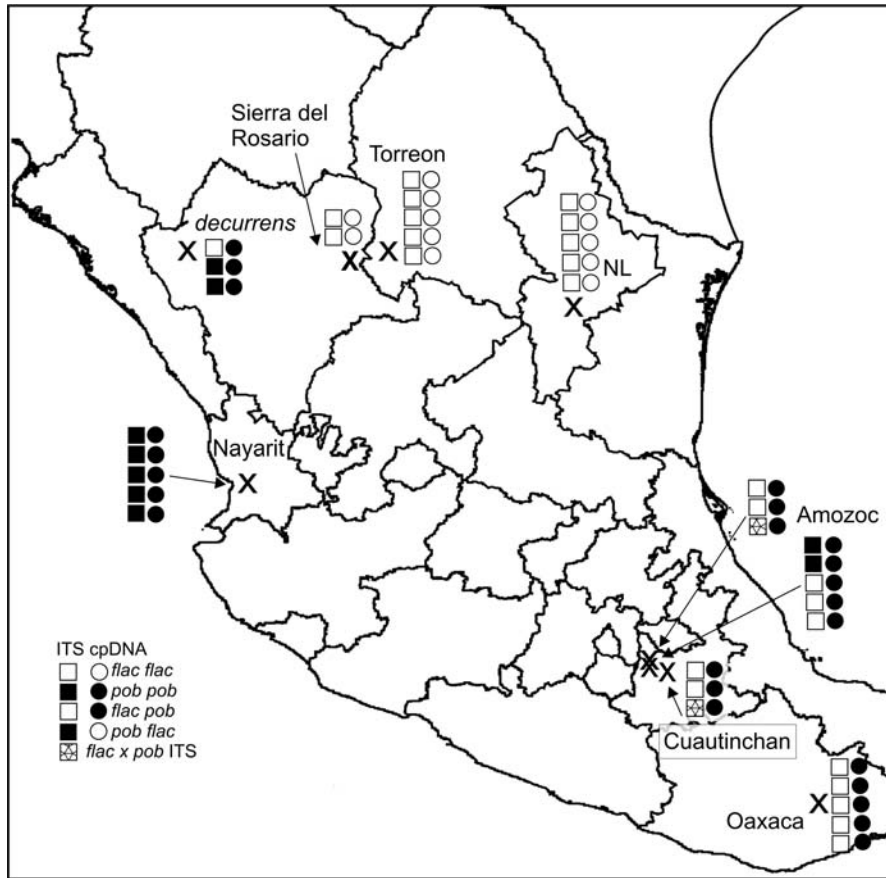 Sierra del
Rosario
Torreon
decurrens
X
X
X
NL
X
Nayarit
X
Amozoc
X
X
X
Cuautinchan
X
Oaxaca
ITS cpDNA
flac flac
pob pob
flac pob
pob flac
flac x pob ITS